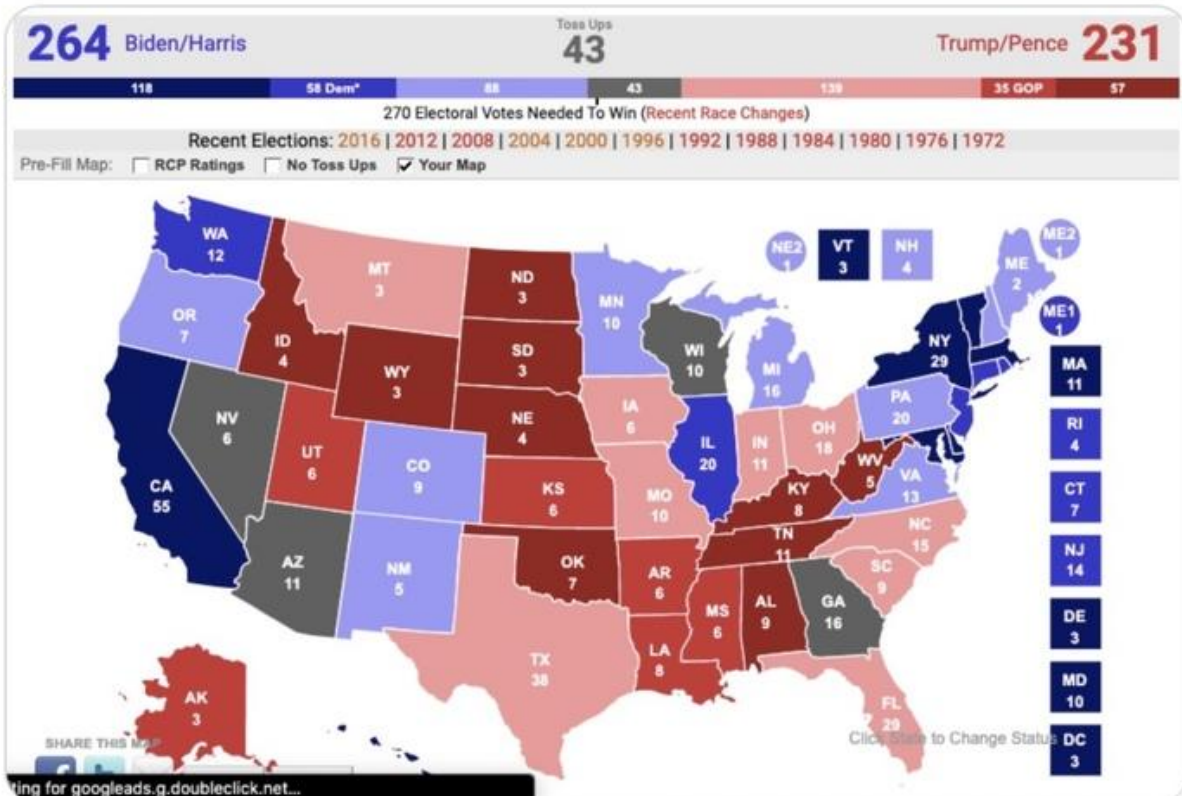 264 Biden/Harris
Toss Ups
43
Trump/Pence 231
118 58 Dem* 88 43 139 35 GOP 57
270 Electoral Votes Needed To Win (Recent Race Changes)
Recent Elections: 2016 | 2012 | 2008 | 2004 | 2000 | 1996 | 1992 | 1988 | 1984 | 1980 | 1976 | 1972
Pre-Fill Map: RCP Ratings No Toss Ups Your Map
WA
12
OR
7
CA
55
NV
6
ID
4
MT
3
WY
3
UT
6
AZ
11
CO
9
NM
5
ND
3
SD
3
NE
4
KS
6
OK
7
TX
38
MN
10
IA
6
MO
10
AR
6
LA
8
WI
10
IL
20
MS
6
MI
16
IN
11
OH
18
KY
8
TN
11
AL
9
GA
16
FL
29
SC
9
NC
15
VA
13
WV
5
PA
20
NY
29
ME
2
NE2
1
VT
3
NH
4
ME2
1
ME1
1
MA
11
RI
4
CT
7
NJ
14
DE
3
MD
10
DC
3
AK
3
Click State to Change Status
SHARE THIS MAP
ting for googleads.g.doubleclick.net...